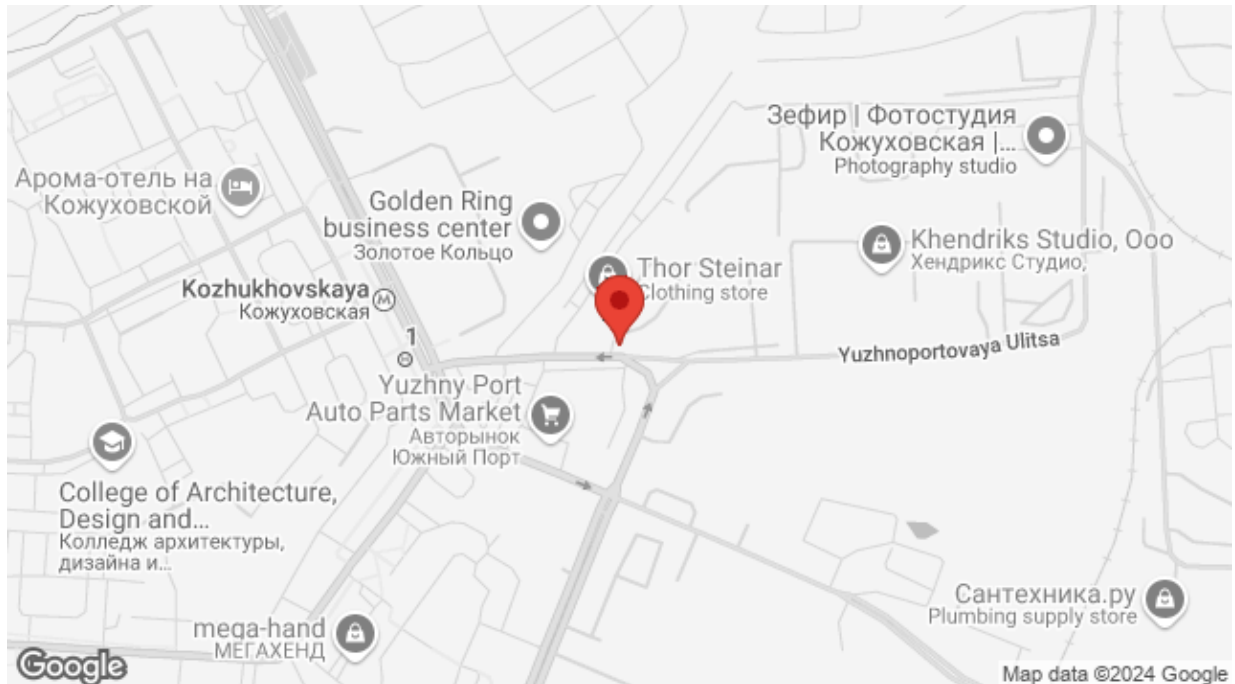 Зефир | Фотостудия
Кожуховская |...
Photography studio
Арома-отель на
Кожуховской
Golden Ring
business center
Золотое Кольцо
Khendriks Studio, Ooo
Хендрикс Студио,
Thor Steinar
Clothing store
Kozhukhovskaya
Кожуховская
M
1
M
Yuzhnoportovaya Ulitsa
Yuzhny Port
Auto Parts Market
Авторынок
Южный Порт
College of Architecture,
Design and...
Колледж архитектуры,
дизайна и...
Сантехника.ру
Plumbing supply store
mega-hand
МЕГАХЕНД
Google
Map data ©2024 Google